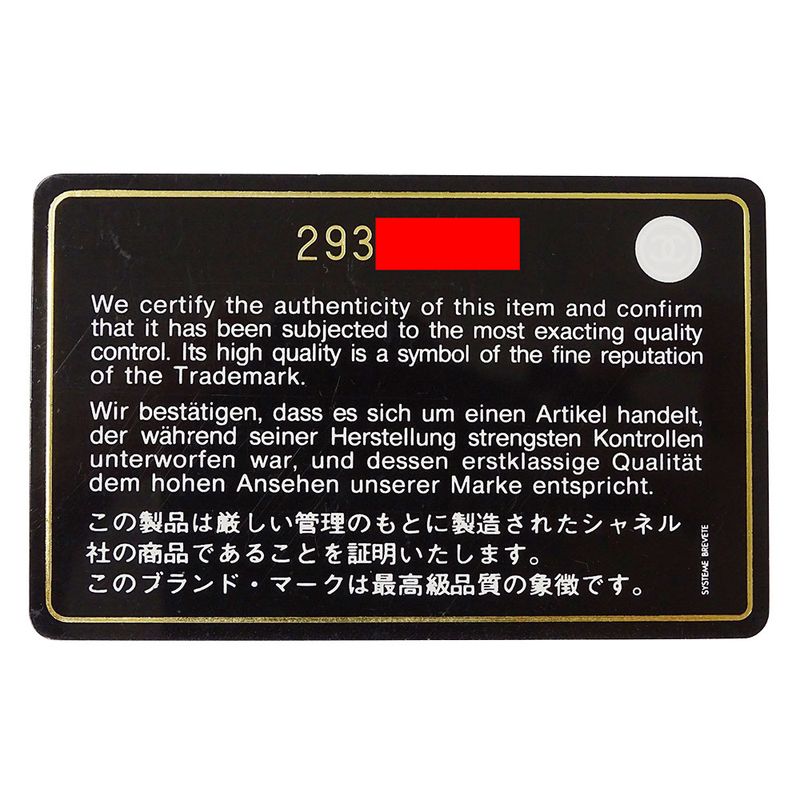 293
We certify the authenticity of this item and confirm
that it has been subjected to the most exacting quality
control. Its high quality is a symbol of the fine reputation
of the Trademark.
Wir bestätigen, dass es sich um einen Artikel handelt,
der während seiner Herstellung strengsten Kontrollen
unterworfen war, und dessen erstklassige Qualität
dem hohen Ansehen unserer Marke entspricht.
この製品は厳しい管理のもとに製造されたシャネル
社の商品であることを証明いたします。
このブランド・マークは最高級品質の象徴です。
SYSTEME BREVETE